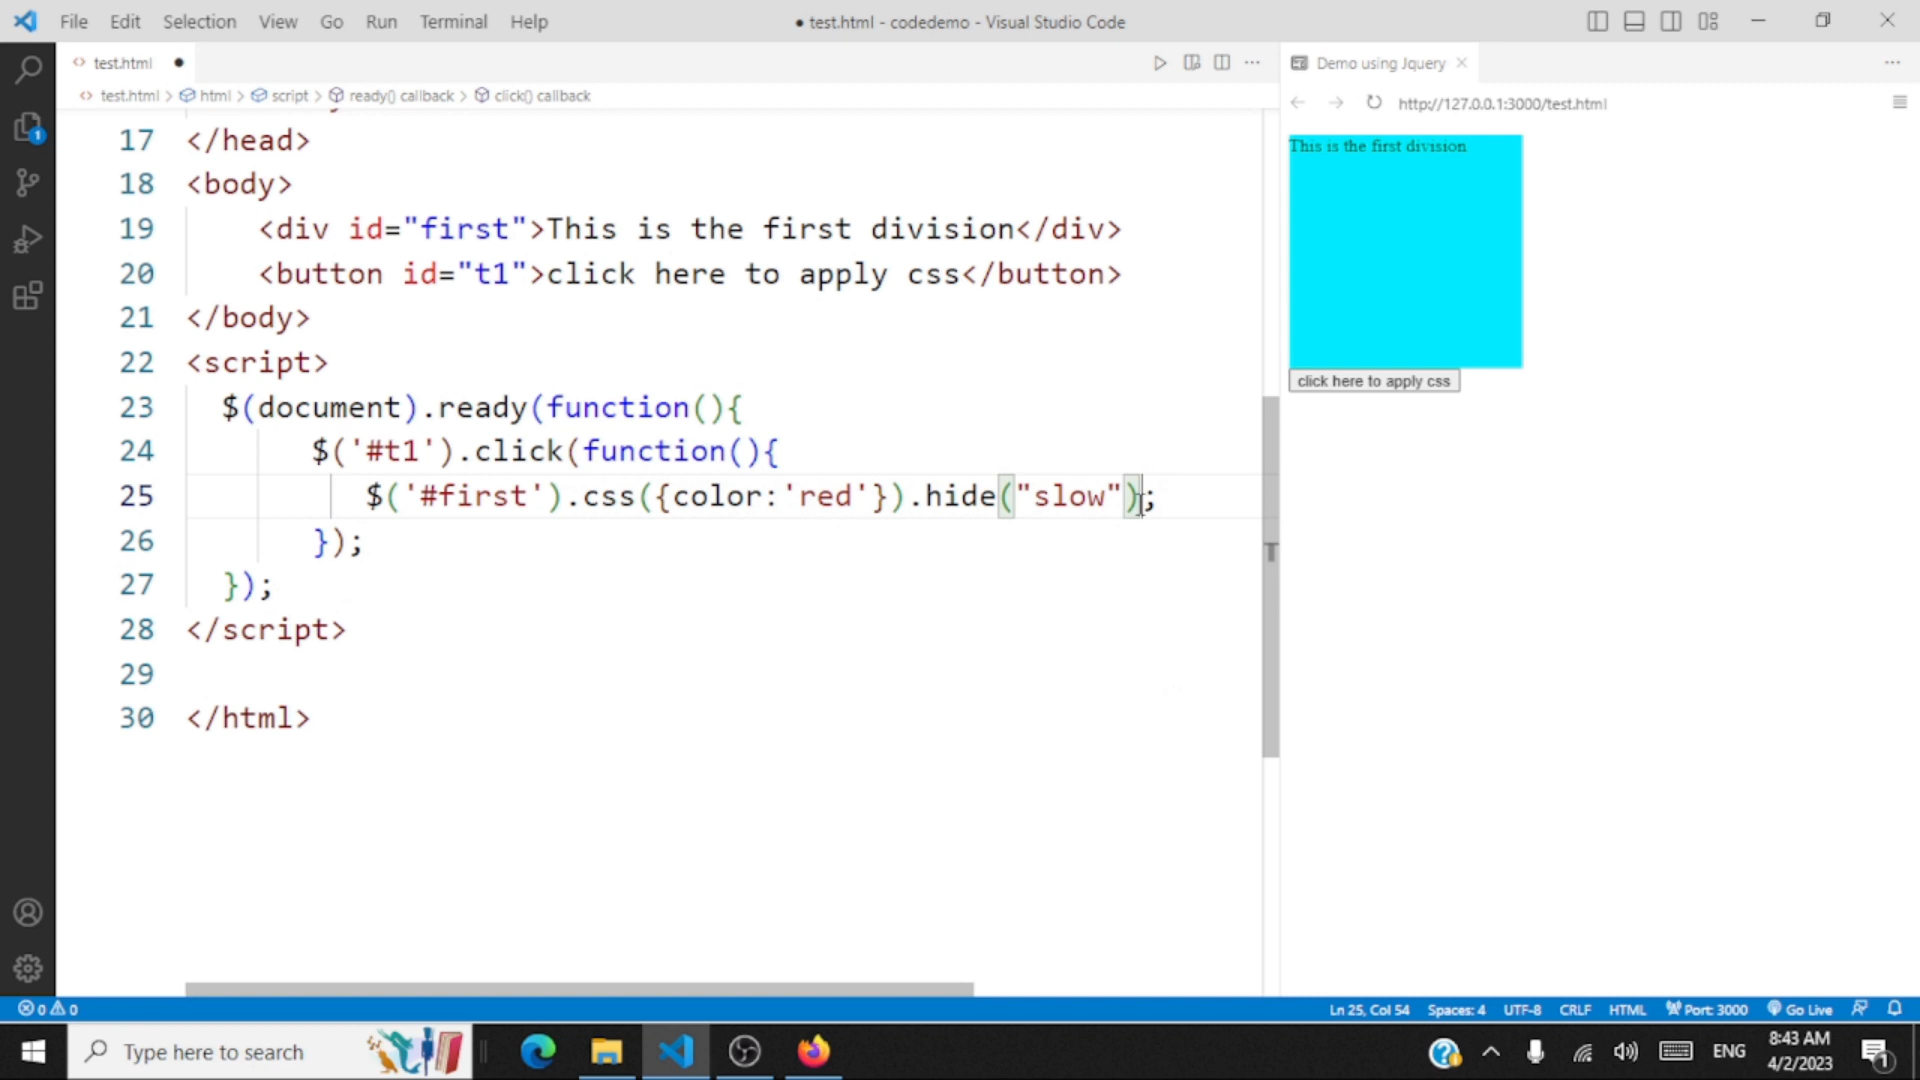 File Edit Selection View Go Run Terminal Help
● test.html - codedemo - Visual Studio Code
test.html
Demo using Jquery
test.html > html > script > ready() callback > click() callback
http://127.0.0.1:3000/test.html
17 </head>
18 <body>
19 <div id="first">This is the first division</div>
20 <button id="t1">click here to apply css</button>
21 </body>
22 <script>
23 $(document).ready(function(){
24 $('#t1').click(function(){
25 $('#first').css({color:'red'}).hide("slow");
26 });
27 });
28 </script>
29
30 </html>
This is the first division
click here to apply css
1
0 0
Ln 25, Col 54 Spaces: 4 UTF-8 CRLF HTML Port: 3000 Go Live
Type here to search
ENG
8:43 AM
4/2/2023
1